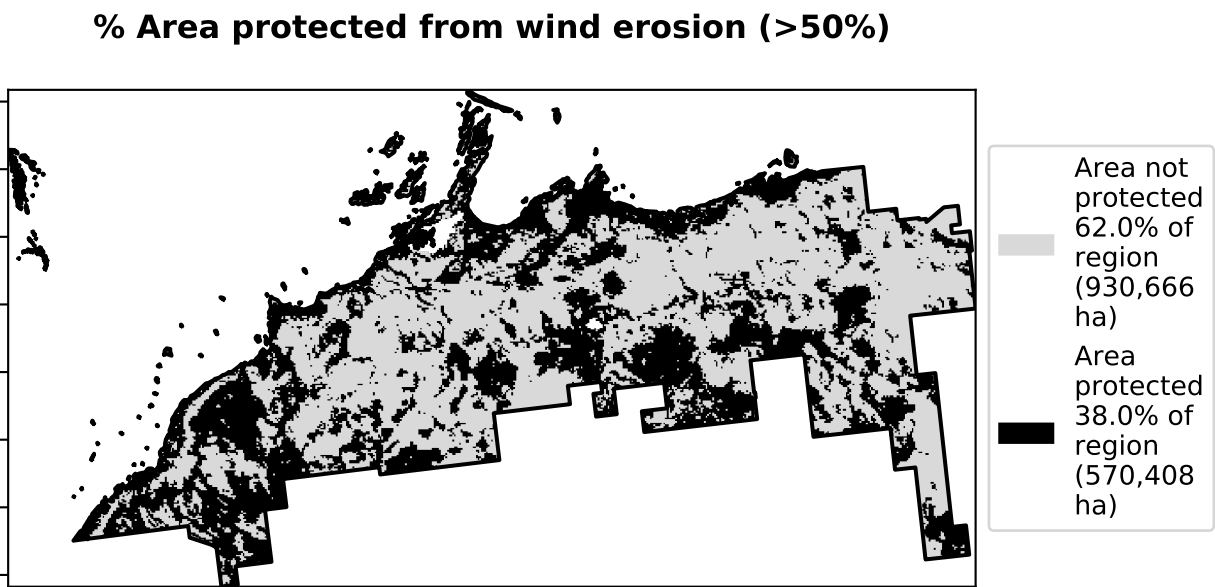 % Area protected from wind erosion (>50%)
Area not
protected
62.0% of
region
(930,666
ha)
Area
protected
38.0% of
region
(570,408
ha)